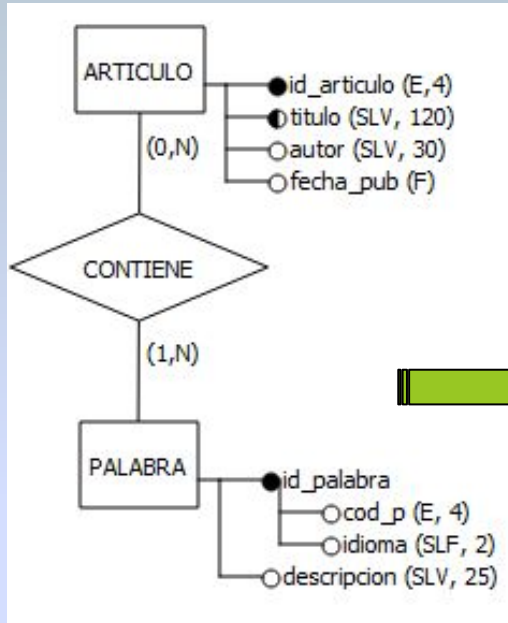 ARTICULO
id_articulo (E,4)
titulo (SLV, 120)
autor (SLV, 30)
fecha_pub (F)
(0,N)
CONTIENE
(1,N)
PALABRA
id_palabra
cod_p (E, 4)
idioma (SLF, 2)
descripcion (SLV, 25)